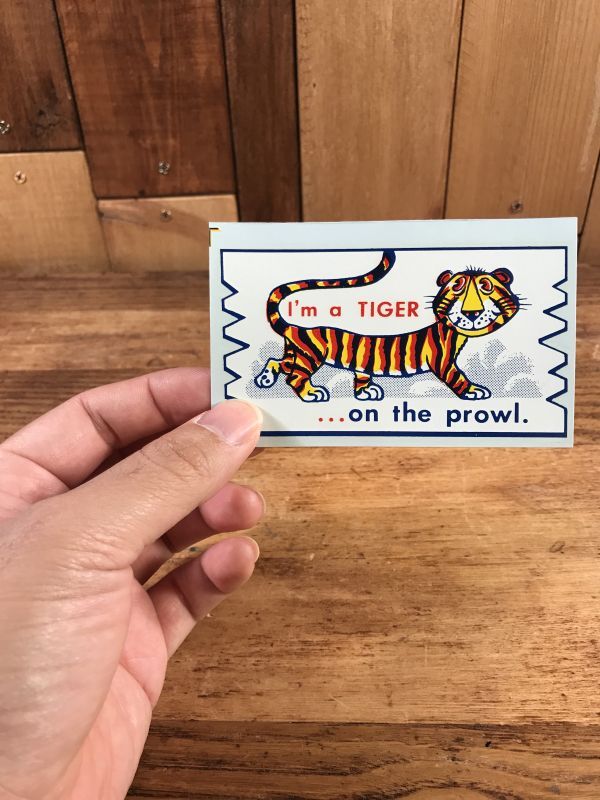 I'm a TIGER
...on the prowl.